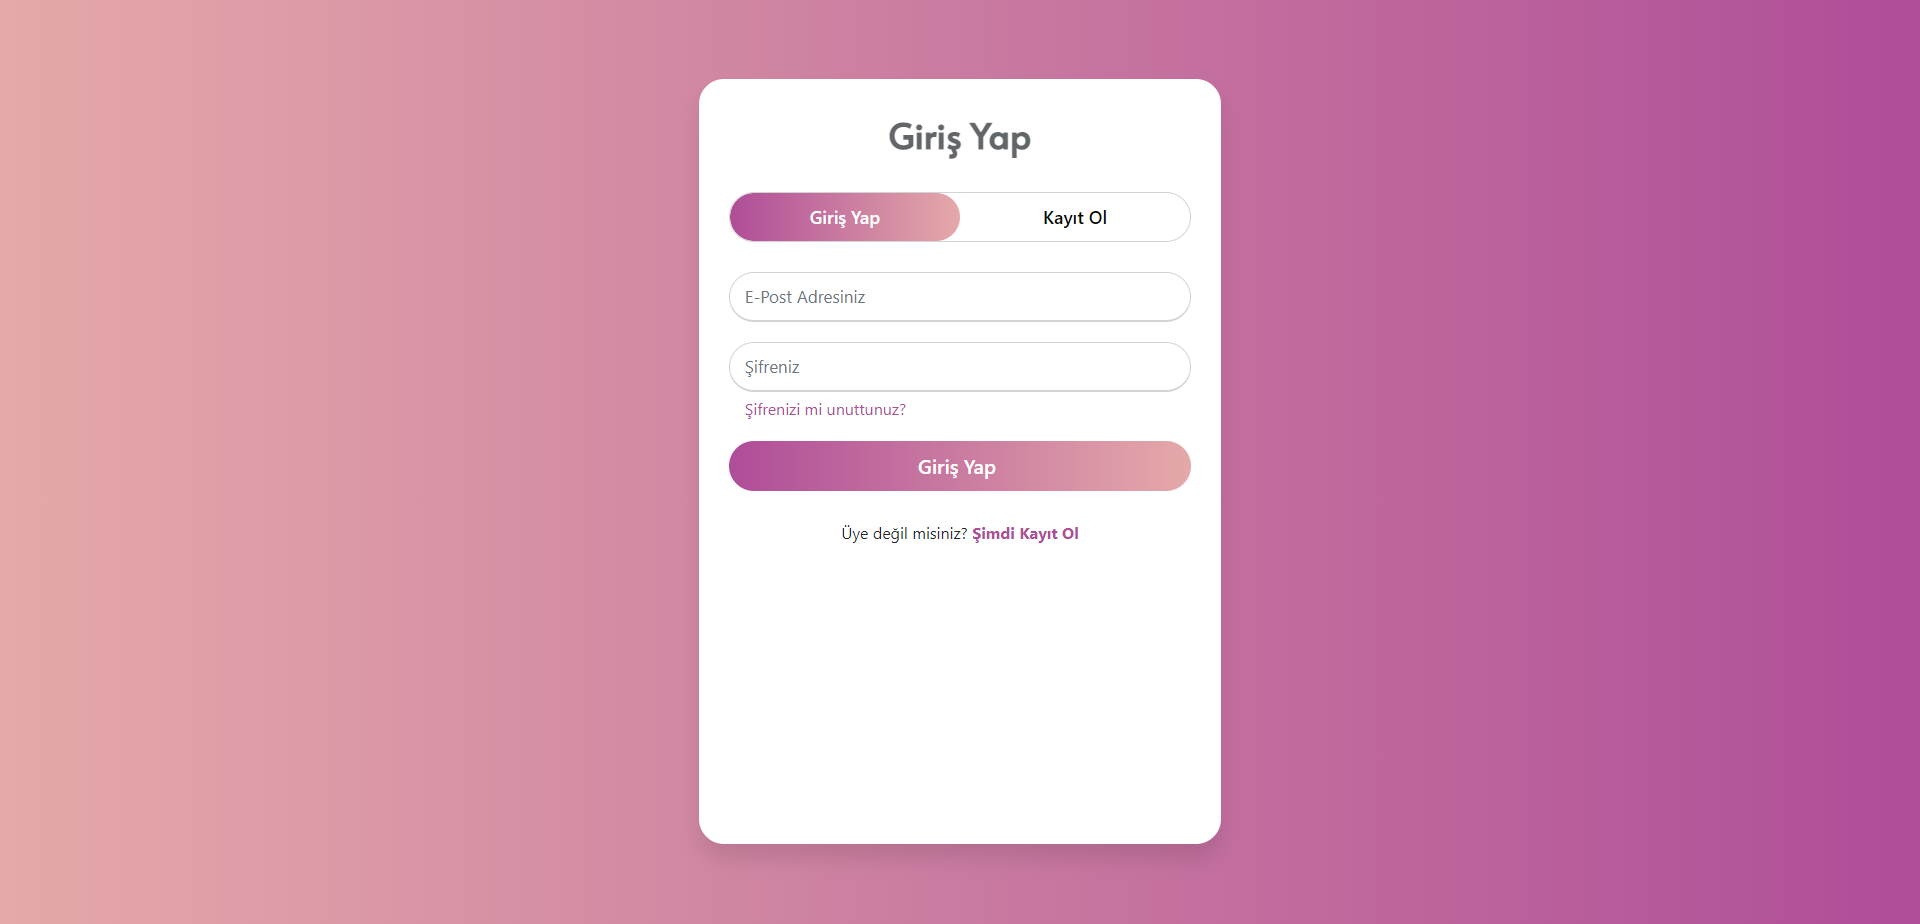 Giriş Yap
Giriş Yap Kayıt Ol
E-Post Adresiniz
Şifreniz
Şifrenizi mi unuttunuz?
Giriş Yap
Üye değil misiniz? Şimdi Kayıt Ol